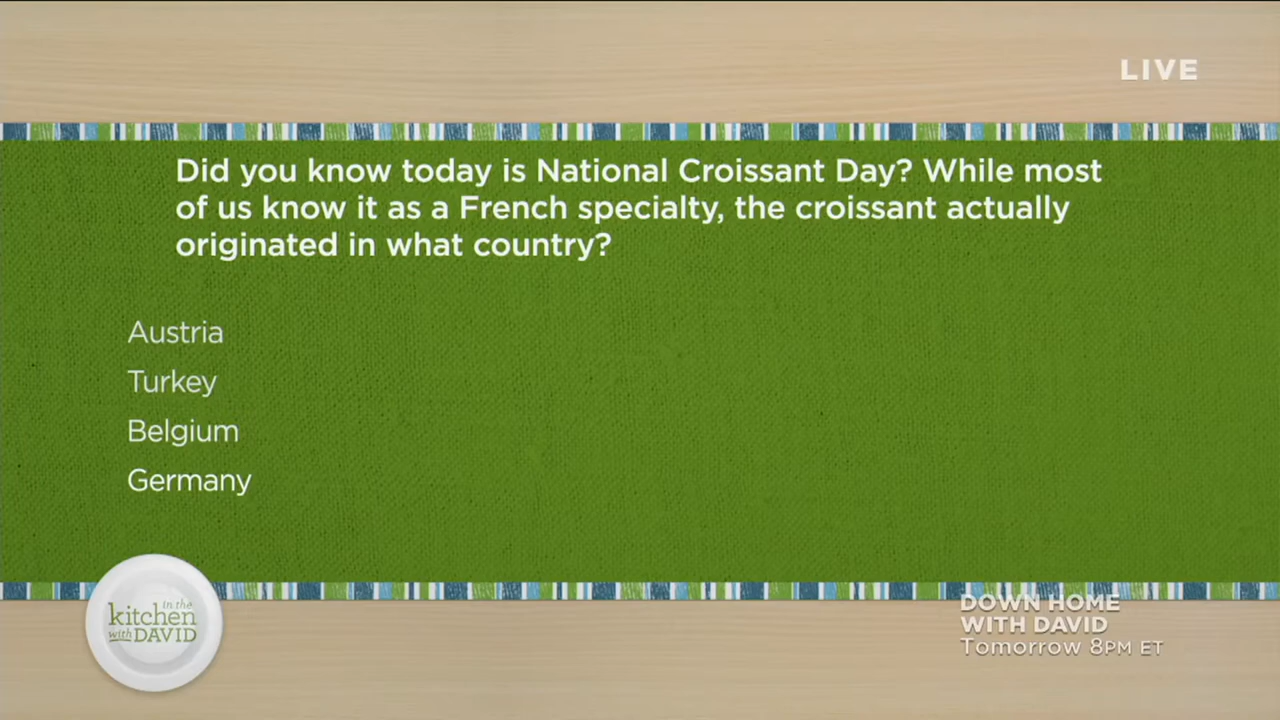 LIVE
Did you know today is National Croissant Day? While most
of us know it as a French specialty, the croissant actually
originated in what country?
Austria
Turkey
Belgium
Germany
in the
kitchen
with DAVID
DOWN HOME
WITH DAVID
Tomorrow 8PM ET